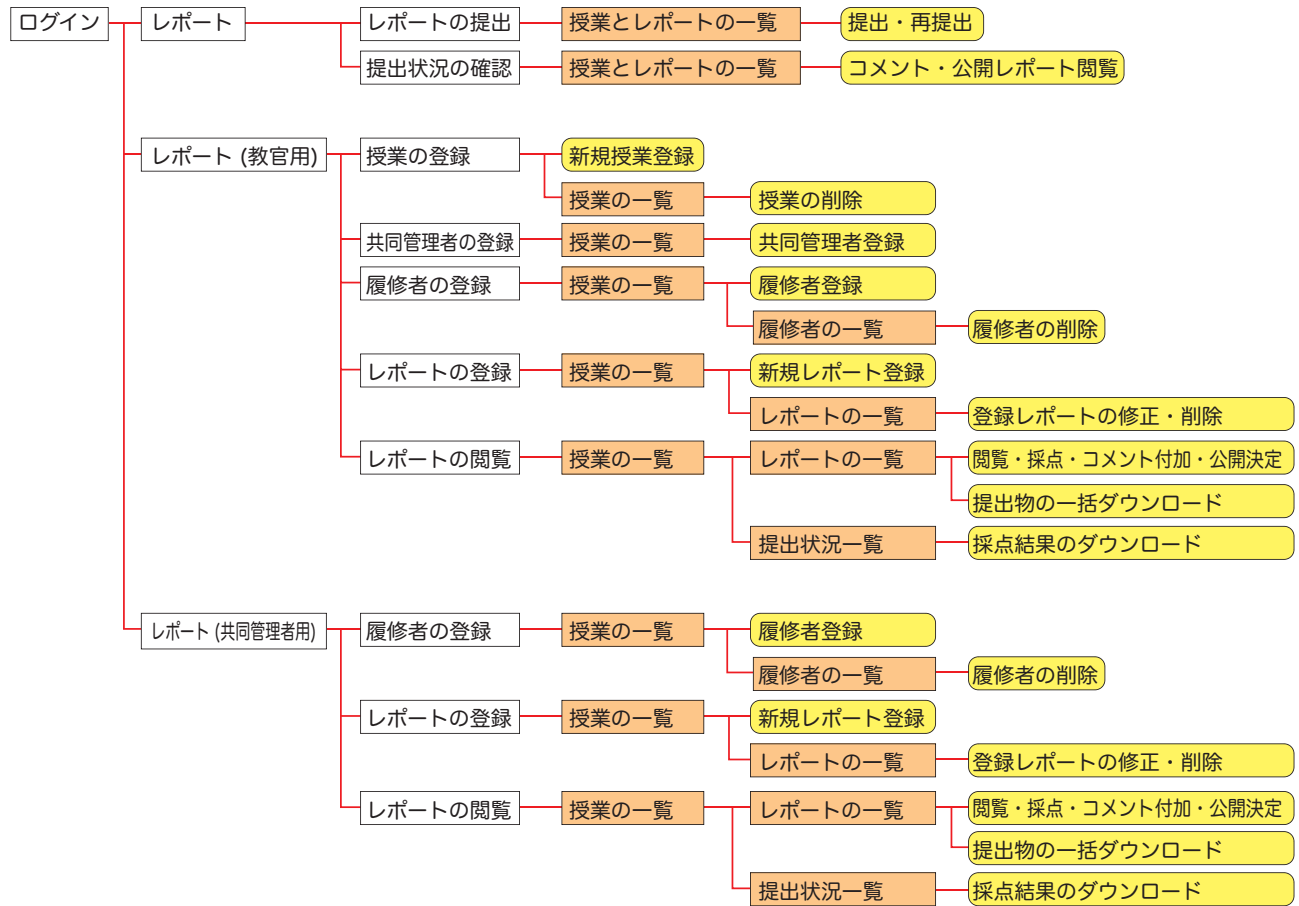 ログイン レポート レポートの提出 授業とレポートの一覧 提出・再提出
提出状況の確認 授業とレポートの一覧 コメント・公開レポート閲覧
レポート (教官用) 授業の登録 新規授業登録
授業の一覧 授業の削除
共同管理者の登録 授業の一覧 共同管理者登録
履修者の登録 授業の一覧 履修者登録
履修者の一覧 履修者の削除
レポートの登録 授業の一覧 新規レポート登録
レポートの一覧 登録レポートの修正・削除
レポートの閲覧 授業の一覧 レポートの一覧 閲覧・採点・コメント付加・公開決定
提出物の一括ダウンロード
提出状況一覧 採点結果のダウンロード
レポート (共同管理者用) 履修者の登録 授業の一覧 履修者登録
履修者の一覧 履修者の削除
レポートの登録 授業の一覧 新規レポート登録
レポートの一覧 登録レポートの修正・削除
レポートの閲覧 授業の一覧 レポートの一覧 閲覧・採点・コメント付加・公開決定
提出物の一括ダウンロード
提出状況一覧 採点結果のダウンロード